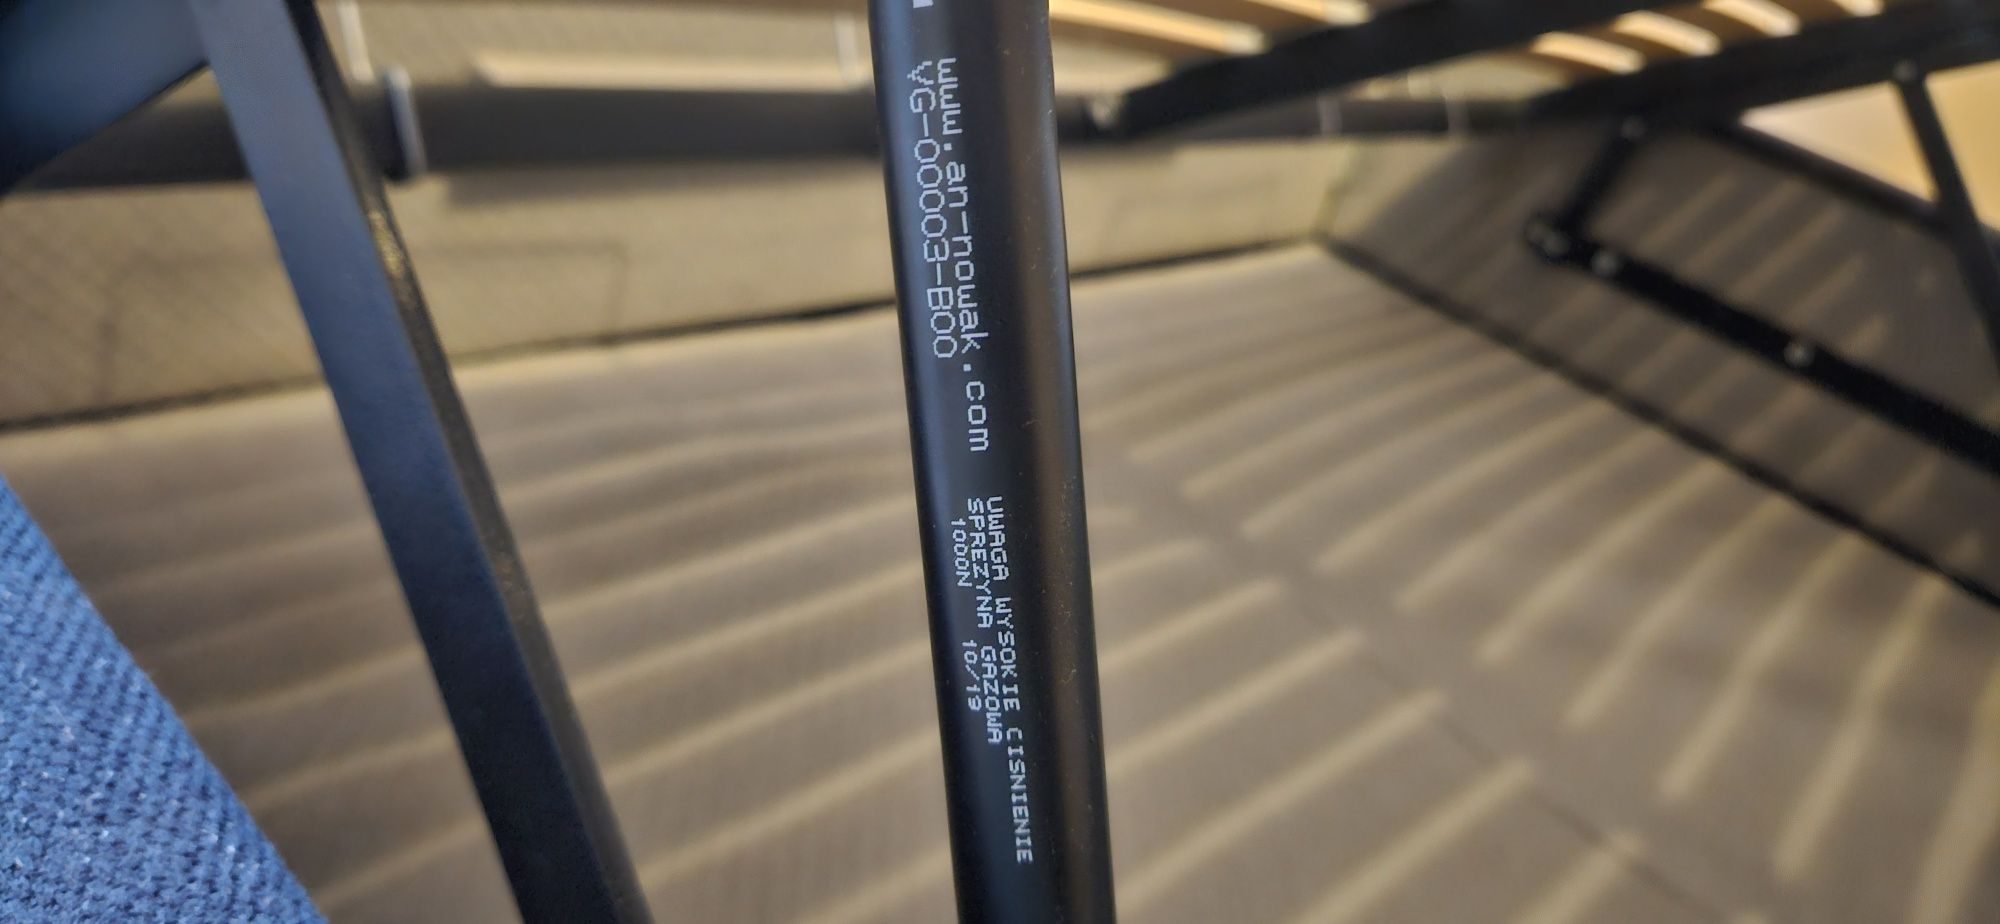 www.an-nowak.com
VG-00003-B00
UWAGA WYSOKIE CISNIENIE
SPREZYNA GAZOWA
1000N 10/19